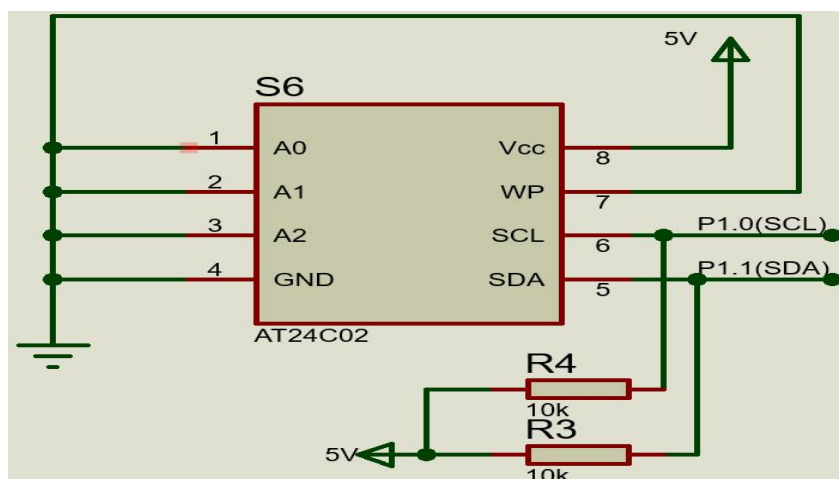 5V
S6
1 A0 Vcc 8
2 A1 WP 7
3 A2 SCL 6 P1.0(SCL)
4 GND SDA 5 P1.1(SDA)
AT24C02
R4
10k
R3
5V
10k